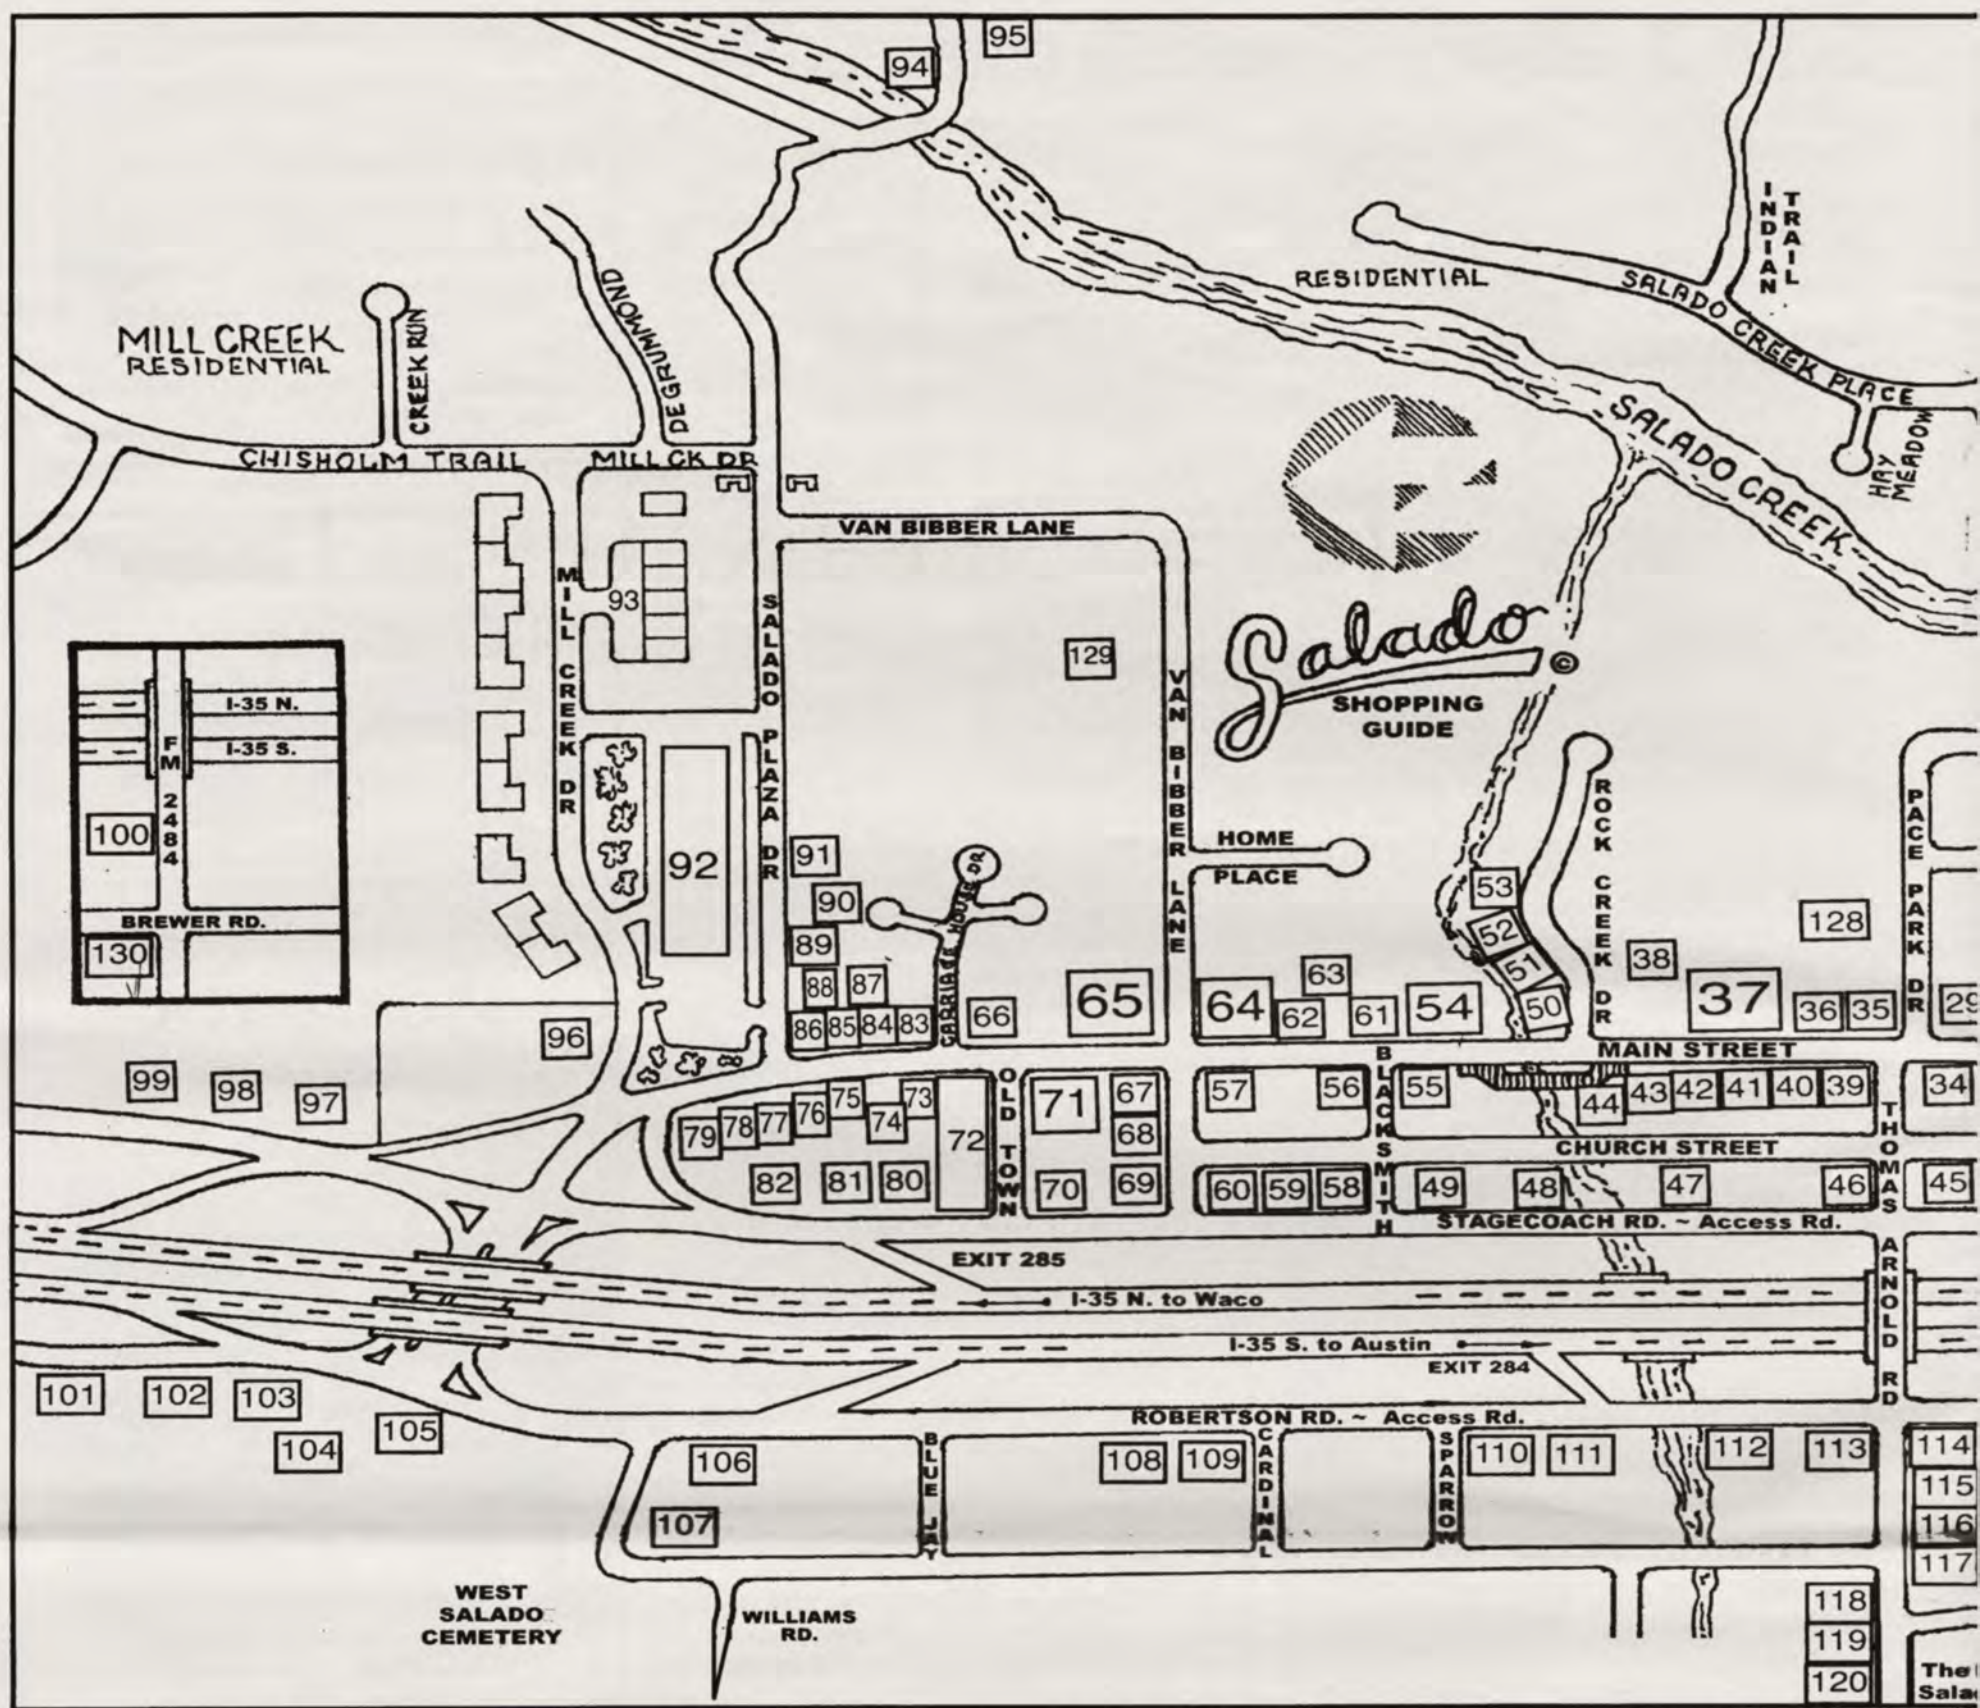 95
94
INDIAN
TRAIL
RESIDENTIAL
SALADO CREEK PLACE
MILL CREEK
RESIDENTIAL
CREEK RUN
DEGRUMMOND
SALADO CREEK
HAY
MEADOW
CHISHOLM TRAIL
MILL CK DR
VAN BIBBER LANE
MILL CREEK DR
93
SALADO PLAZA DR
129
VAN BIBBER LANE
Salado ©
SHOPPING
GUIDE
I-35 N.
I-35 S.
FM 2484
100
BREWER RD.
130
92
91
90
89
88
87
86
85
84
83
CARRIAGE HOUSE DR
66
65
HOME
PLACE
64
63
62
61
54
53
52
51
50
ROCK CREEK DR
38
37
128
36
35
PACE PARK DR
29
MAIN STREET
96
99
98
97
79
78
77
76
75
74
73
72
82
81
80
OLD TOWN
71
67
68
70
69
57
56
60
59
58
BLACKSMITH
55
44
43
42
41
40
39
34
CHURCH STREET
49
48
47
46
45
THOMAS ARNOLD RD
STAGECOACH RD. ~ Access Rd.
EXIT 285
I-35 N. to Waco
I-35 S. to Austin
EXIT 284
ROBERTSON RD. ~ Access Rd.
101
102
103
104
105
106
107
BLUE JAY
108
109
CARDINAL
SPARROW
110
111
112
113
114
115
116
117
118
119
120
WEST
SALADO
CEMETERY
WILLIAMS
RD.
The